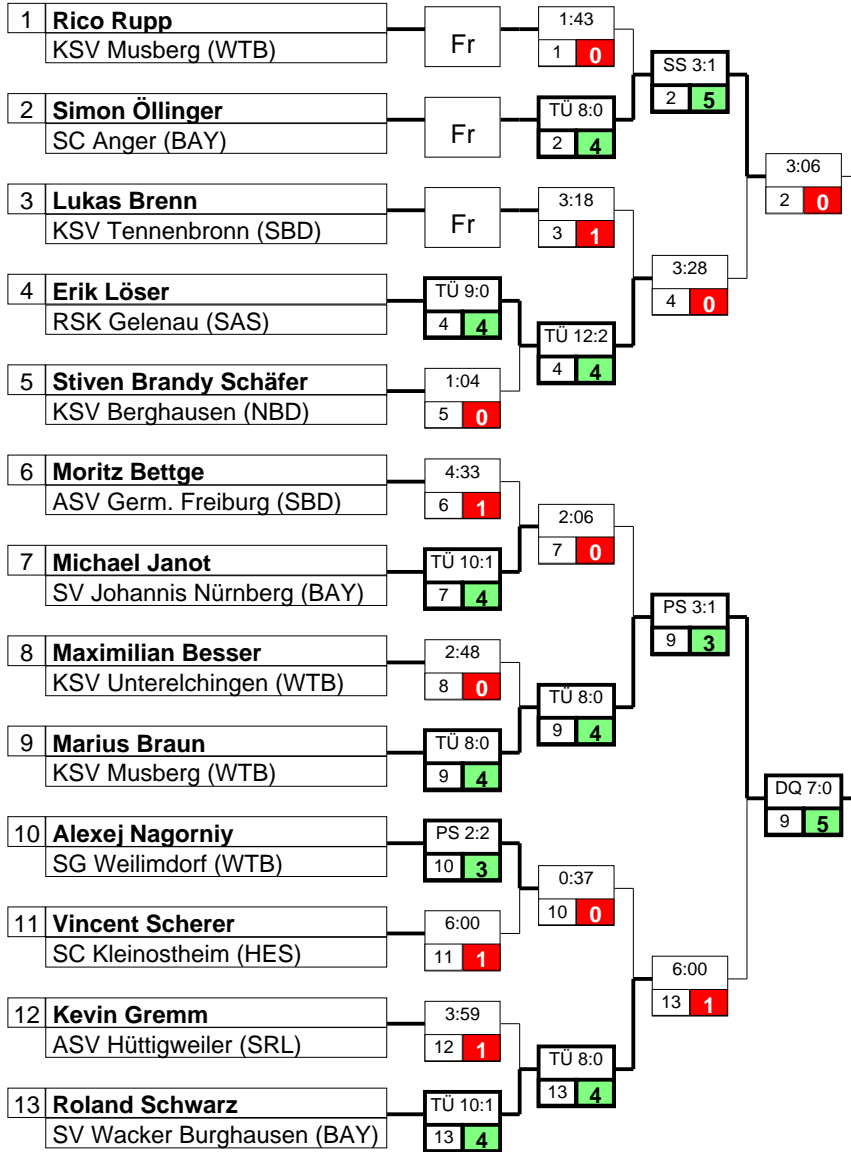 1 Rico Rupp
KSV Musberg (WTB)
Fr
1:43
1 0
SS 3:1
2 5
2 Simon Öllinger
SC Anger (BAY)
Fr
TÜ 8:0
2 4
3:06
2 0
3 Lukas Brenn
KSV Tennenbronn (SBD)
Fr
3:18
3 1
3:28
4 0
4 Erik Löser
RSK Gelenau (SAS)
TÜ 9:0
4 4
TÜ 12:2
4 4
5 Stiven Brandy Schäfer
KSV Berghausen (NBD)
1:04
5 0
6 Moritz Bettge
ASV Germ. Freiburg (SBD)
4:33
6 1
2:06
7 0
7 Michael Janot
SV Johannis Nürnberg (BAY)
TÜ 10:1
7 4
PS 3:1
9 3
8 Maximilian Besser
KSV Unterelchingen (WTB)
2:48
8 0
TÜ 8:0
9 4
9 Marius Braun
KSV Musberg (WTB)
TÜ 8:0
9 4
DQ 7:0
9 5
10 Alexej Nagorniy
SG Weilimdorf (WTB)
PS 2:2
10 3
0:37
10 0
11 Vincent Scherer
SC Kleinostheim (HES)
6:00
11 1
6:00
13 1
12 Kevin Gremm
ASV Hüttigweiler (SRL)
3:59
12 1
TÜ 8:0
13 4
13 Roland Schwarz
SV Wacker Burghausen (BAY)
TÜ 10:1
13 4